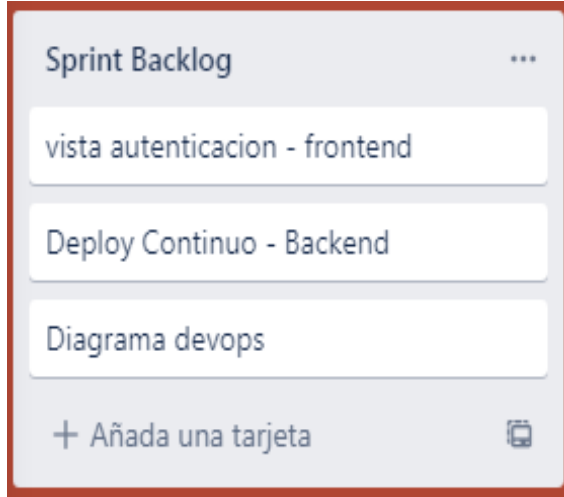 Sprint Backlog
vista autenticacion - frontend
Deploy Continuo - Backend
Diagrama devops
+ Añada una tarjeta